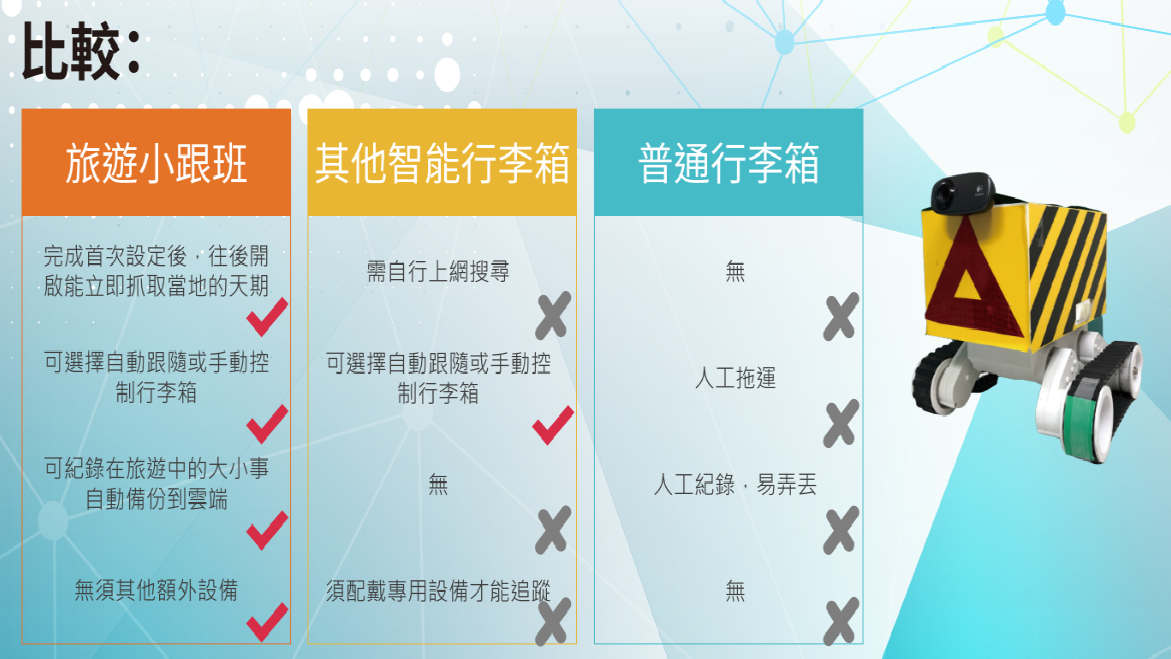 比較：
旅遊小跟班
其他智能行李箱
普通行李箱
完成首次設定後，往後開
啟能立即抓取當地的天期
需自行上網搜尋
無
可選擇自動跟隨或手動控
制行李箱
可選擇自動跟隨或手動控
制行李箱
人工拖運
可紀錄在旅遊中的大小事
自動備份到雲端
無
人工紀錄，易弄丟
無須其他額外設備
須配戴專用設備才能追蹤
無